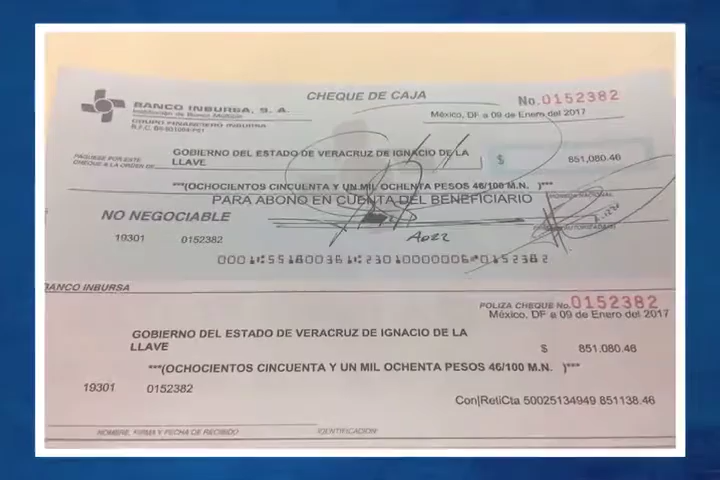 CHEQUE DE CAJA
No.0152382
BANCO INBURSA, S. A.
Institución de Banca Múltiple
GRUPO FINANCIERO INBURSA
México, DF a 09 de Enero del 2017
PAGUESE POR ESTE
CHEQUE A LA ORDEN DE
GOBIERNO DEL ESTADO DE VERACRUZ DE IGNACIO DE LA
LLAVE
$ 851,080.46
***(OCHOCIENTOS CINCUENTA Y UN MIL OCHENTA PESOS 46/100 M.N. )***
PARA ABONO EN CUENTA DEL BENEFICIARIO
NO NEGOCIABLE
19301 0152382
A022
BANCO INBURSA
POLIZA CHEQUE No.0152382
México, DF a 09 de Enero del 2017
GOBIERNO DEL ESTADO DE VERACRUZ DE IGNACIO DE LA
LLAVE
$ 851,080.46
***(OCHOCIENTOS CINCUENTA Y UN MIL OCHENTA PESOS 46/100 M.N. )***
19301 0152382
Con|RetiCta 50025134949 851138.46
NOMBRE, FIRMA Y FECHA DE RECIBIDO
IDENTIFICACION